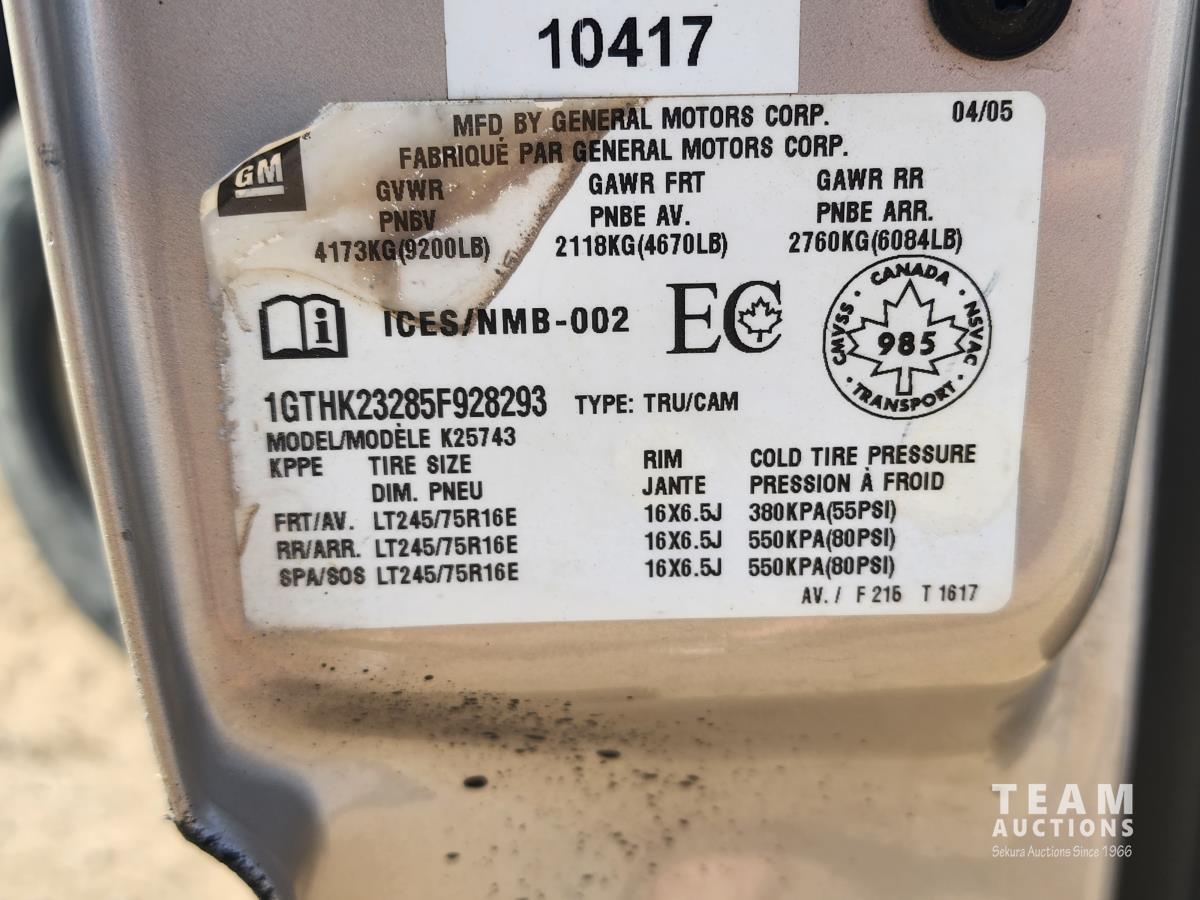 10417
MFD BY GENERAL MOTORS CORP. 04/05
FABRIQUÉ PAR GENERAL MOTORS CORP.
GM
GVWR GAWR FRT GAWR RR
PNBV PNBE AV. PNBE ARR.
4173KG(9200LB) 2118KG(4670LB) 2760KG(6084LB)
i ICES/NMB-002 EC
CANADA
CMVSS 985 NSVAC
TRANSPORT
1GTHK23285F928293 TYPE: TRU/CAM
MODEL/MODÈLE K25743
KPPE TIRE SIZE RIM COLD TIRE PRESSURE
DIM. PNEU JANTE PRESSION À FROID
FRT/AV. LT245/75R16E 16X6.5J 380KPA(55PSI)
RR/ARR. LT245/75R16E 16X6.5J 550KPA(80PSI)
SPA/SOS LT245/75R16E 16X6.5J 550KPA(80PSI)
AV. / F 215 T 1617
TEAM
AUCTIONS
Sekura Auctions Since 1966